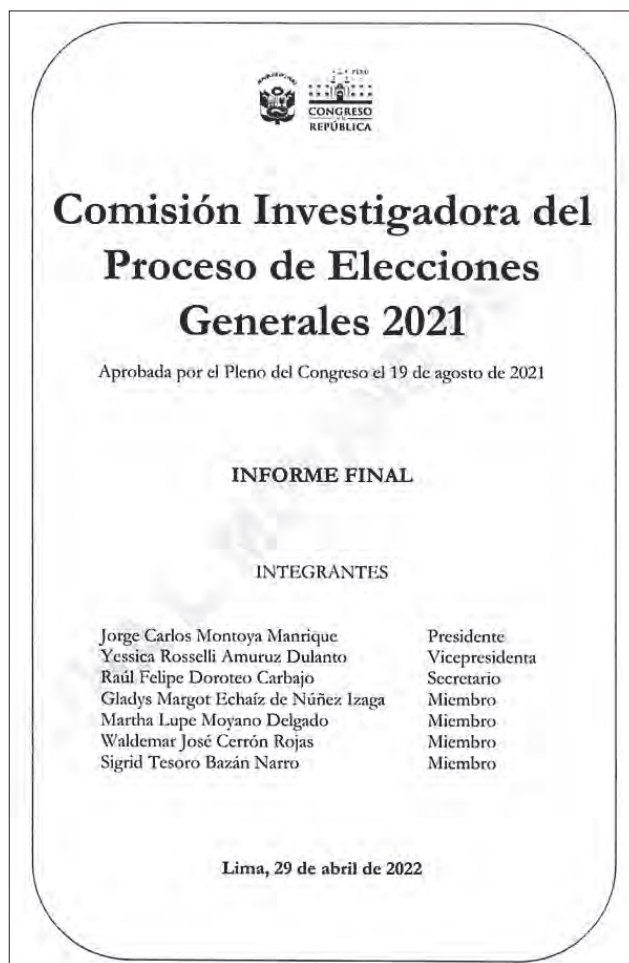 PERÚ
CONGRESO
REPÚBLICA
Comisión Investigadora del
Proceso de Elecciones
Generales 2021
Aprobada por el Pleno del Congreso el 19 de agosto de 2021
INFORME FINAL
INTEGRANTES
Jorge Carlos Montoya Manrique Presidente
Yessica Rosselli Amuruz Dulanto Vicepresidenta
Raúl Felipe Doroteo Carbajo Secretario
Gladys Margot Echaíz de Núñez Izaga Miembro
Martha Lupe Moyano Delgado Miembro
Waldemar José Cerrón Rojas Miembro
Sigrid Tesoro Bazán Narro Miembro
Lima, 29 de abril de 2022